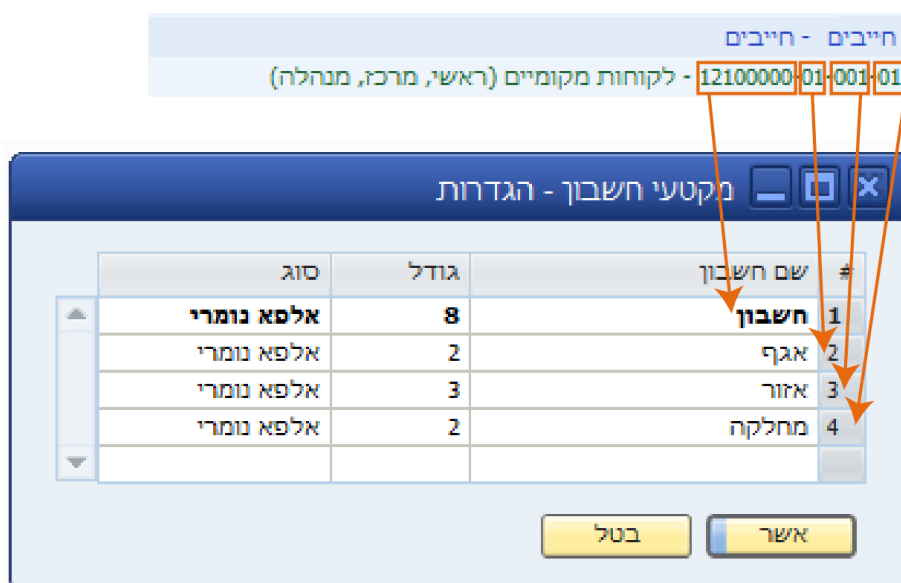 חייבים - חייבים
12100000-01-001-01 - לקוחות מקומיים (ראשי, מרכז, מנהלה)
מקטעי חשבון - הגדרות
# שם חשבון גודל סוג
1 חשבון 8 אלפא נומרי
2 אגף 2 אלפא נומרי
3 אזור 3 אלפא נומרי
4 מחלקה 2 אלפא נומרי
אשר בטל